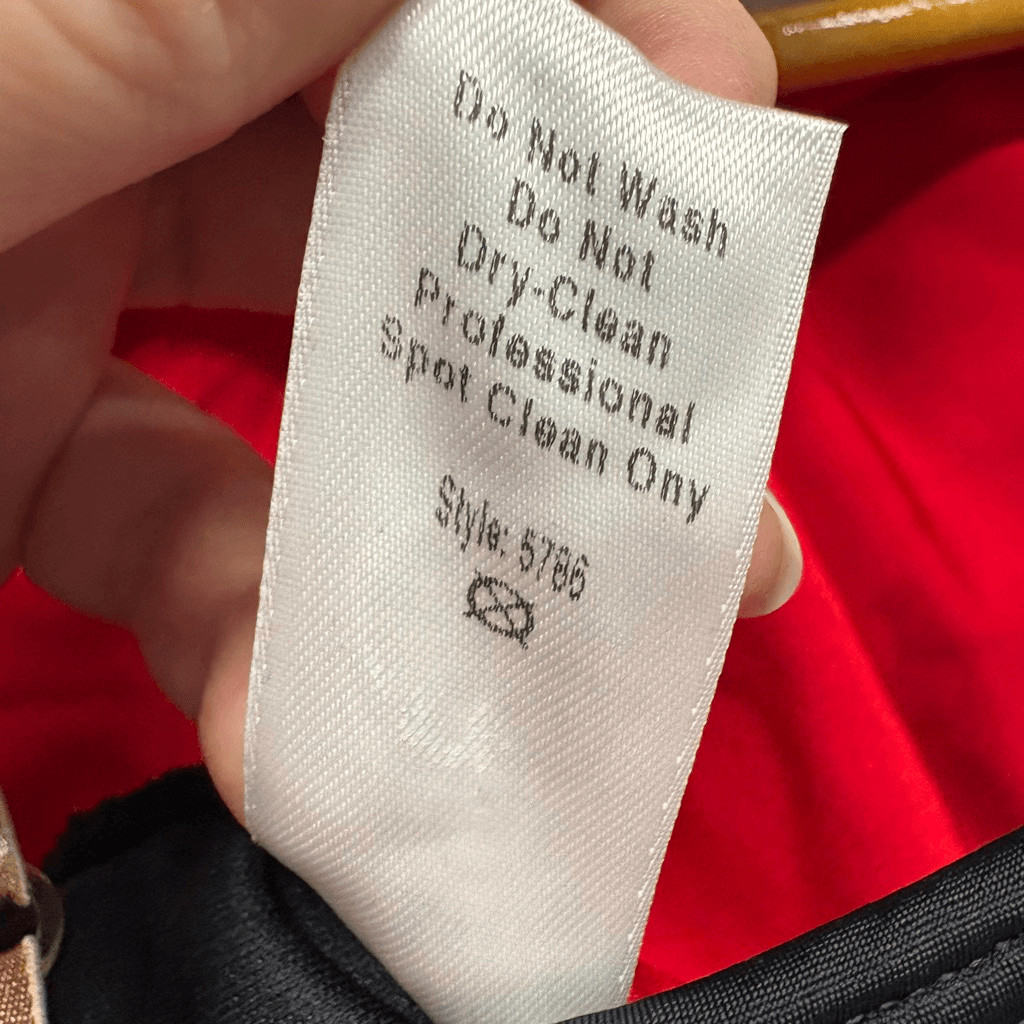 Do Not Wash
Do Not
Dry-Clean
Professional
Spot Clean Ony
Style: 5786